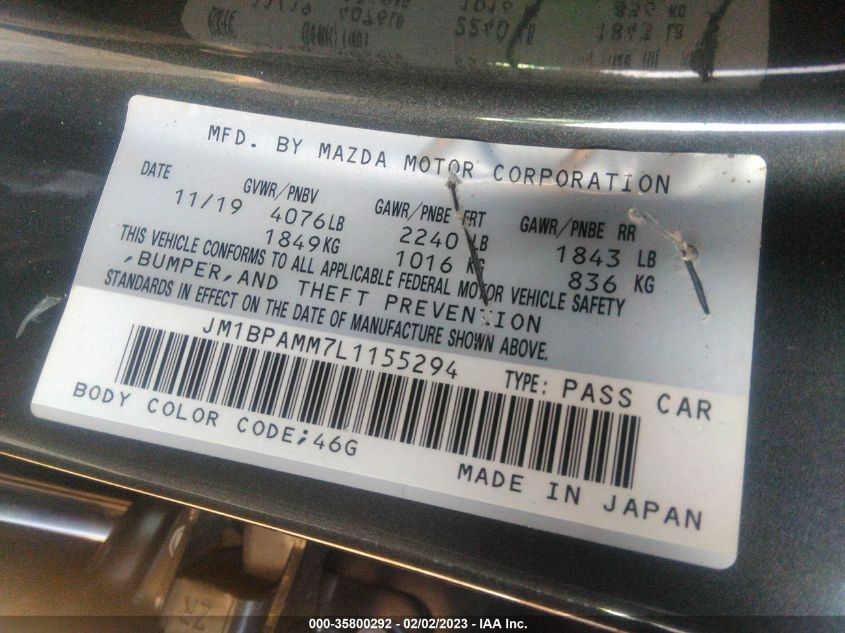 MFD. BY MAZDA MOTOR CORPORATION
DATE GVWR/PNBV GAWR/PNBE FRT GAWR/PNBE RR
11/19 4076LB 2240 LB 1843 LB
1849KG 1016 KG 836 KG
THIS VEHICLE CONFORMS TO ALL APPLICABLE FEDERAL MOTOR VEHICLE SAFETY
,BUMPER,AND THEFT PREVENTION
STANDARDS IN EFFECT ON THE DATE OF MANUFACTURE SHOWN ABOVE.
JM1BPAMM7L1155294 TYPE: PASS CAR
BODY COLOR CODE;46G
MADE IN JAPAN
000-35800292 - 02/02/2023 - IAA Inc.